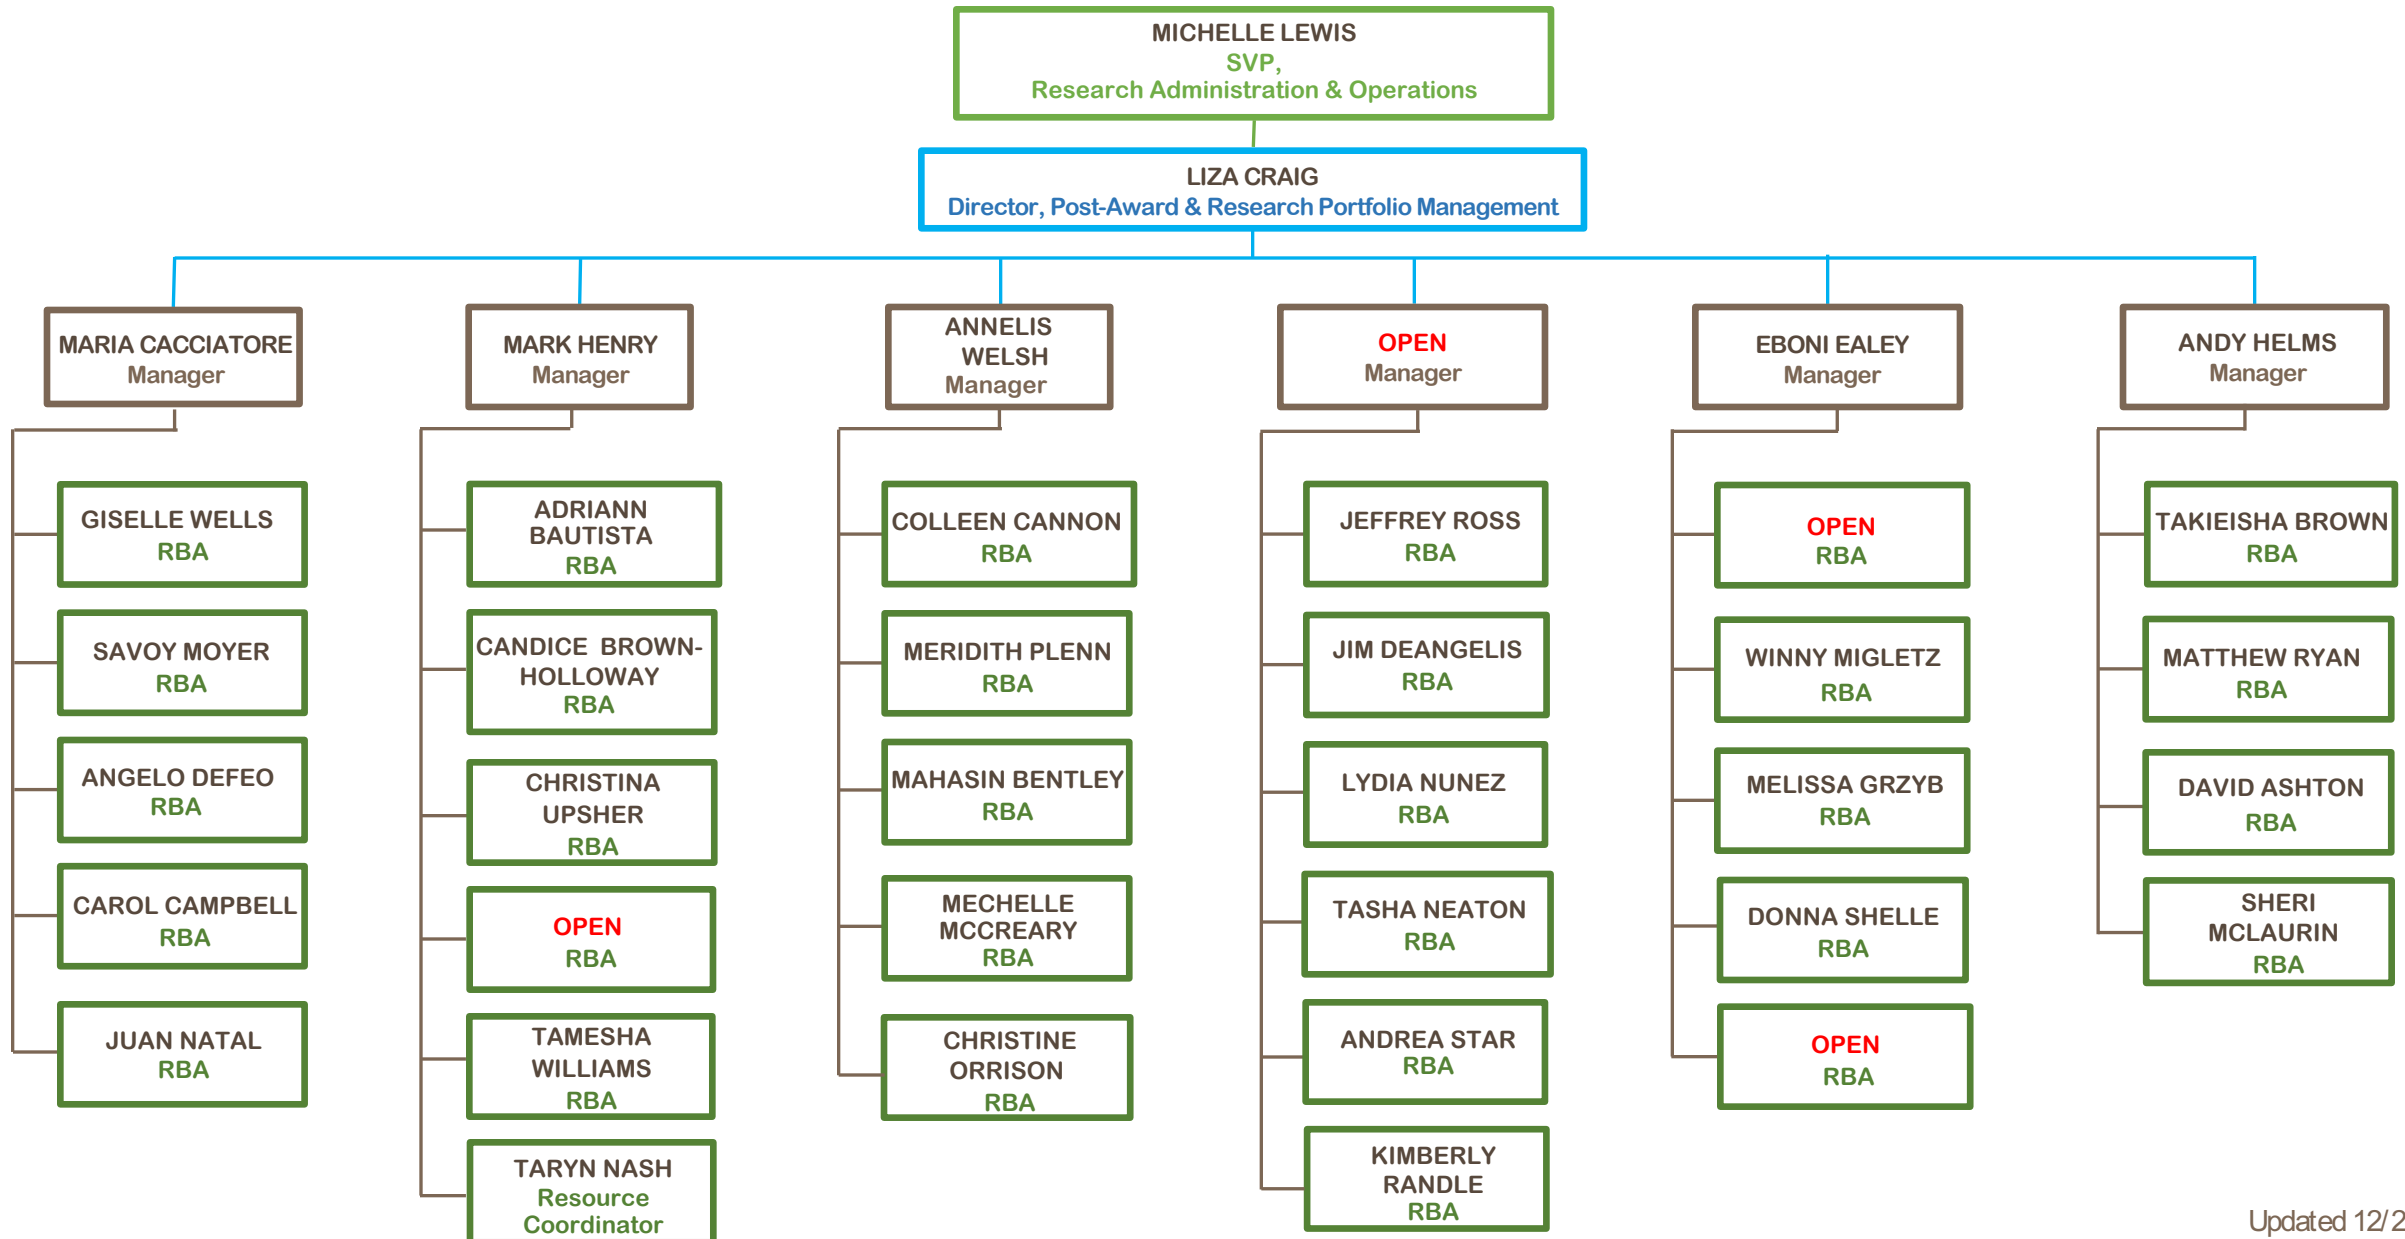 MICHELLE LEWIS
SVP,
Research Administration & Operations
LIZA CRAIG
Director, Post-Award & Research Portfolio Management
MARIA CACCIATORE
Manager
GISELLE WELLS
RBA
SAVOY MOYER
RBA
ANGELO DEFEO
RBA
CAROL CAMPBELL
RBA
JUAN NATAL
RBA
MARK HENRY
Manager
ADRIANN
BAUTISTA
RBA
CANDICE BROWN-
HOLLOWAY
RBA
CHRISTINA
UPSHER
RBA
OPEN
RBA
TAMESHA
WILLIAMS
RBA
TARYN NASH
Resource
Coordinator
ANNELIS
WELSH
Manager
COLLEEN CANNON
RBA
MERIDITH PLENN
RBA
MAHASIN BENTLEY
RBA
MECHELLE
MCCREARY
RBA
CHRISTINE
ORRISON
RBA
OPEN
Manager
JEFFREY ROSS
RBA
JIM DEANGELIS
RBA
LYDIA NUNEZ
RBA
TASHA NEATON
RBA
ANDREA STAR
RBA
KIMBERLY
RANDLE
RBA
EBONI EALEY
Manager
OPEN
RBA
WINNY MIGLETZ
RBA
MELISSA GRZYB
RBA
DONNA SHELLE
RBA
OPEN
RBA
ANDY HELMS
Manager
TAKIEISHA BROWN
RBA
MATTHEW RYAN
RBA
DAVID ASHTON
RBA
SHERI
MCLAURIN
RBA
Updated 12/2